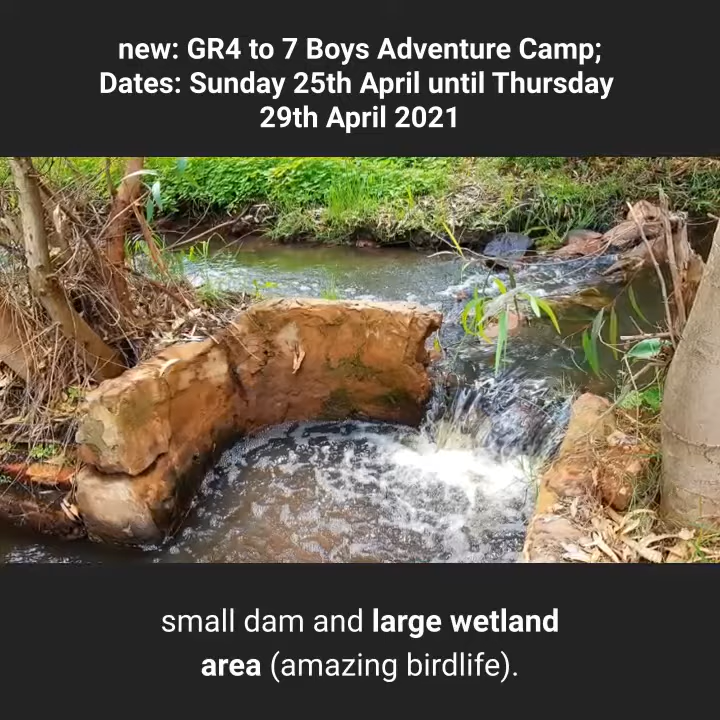 new: GR4 to 7 Boys Adventure Camp;
Dates: Sunday 25th April until Thursday
29th April 2021
small dam and large wetland
area (amazing birdlife).